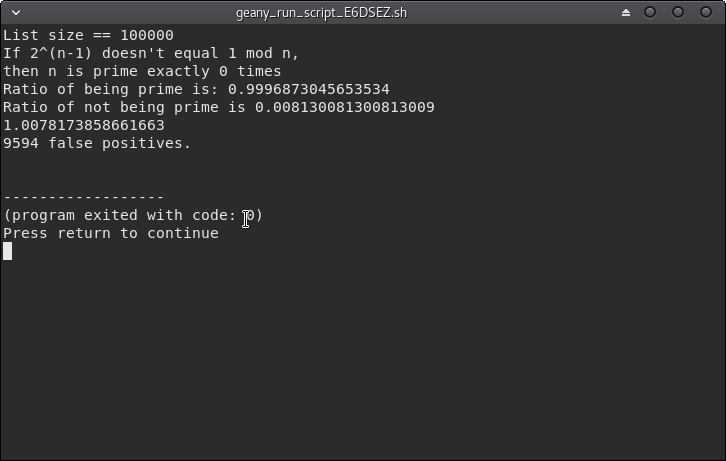 geany_run_script_E6DSEZ.sh
List size == 100000
If 2^(n-1) doesn't equal 1 mod n,
then n is prime exactly 0 times
Ratio of being prime is: 0.9996873045653534
Ratio of not being prime is 0.008130081300813009
1.0078173858661663
9594 false positives.
------------------
(program exited with code: 0)
Press return to continue